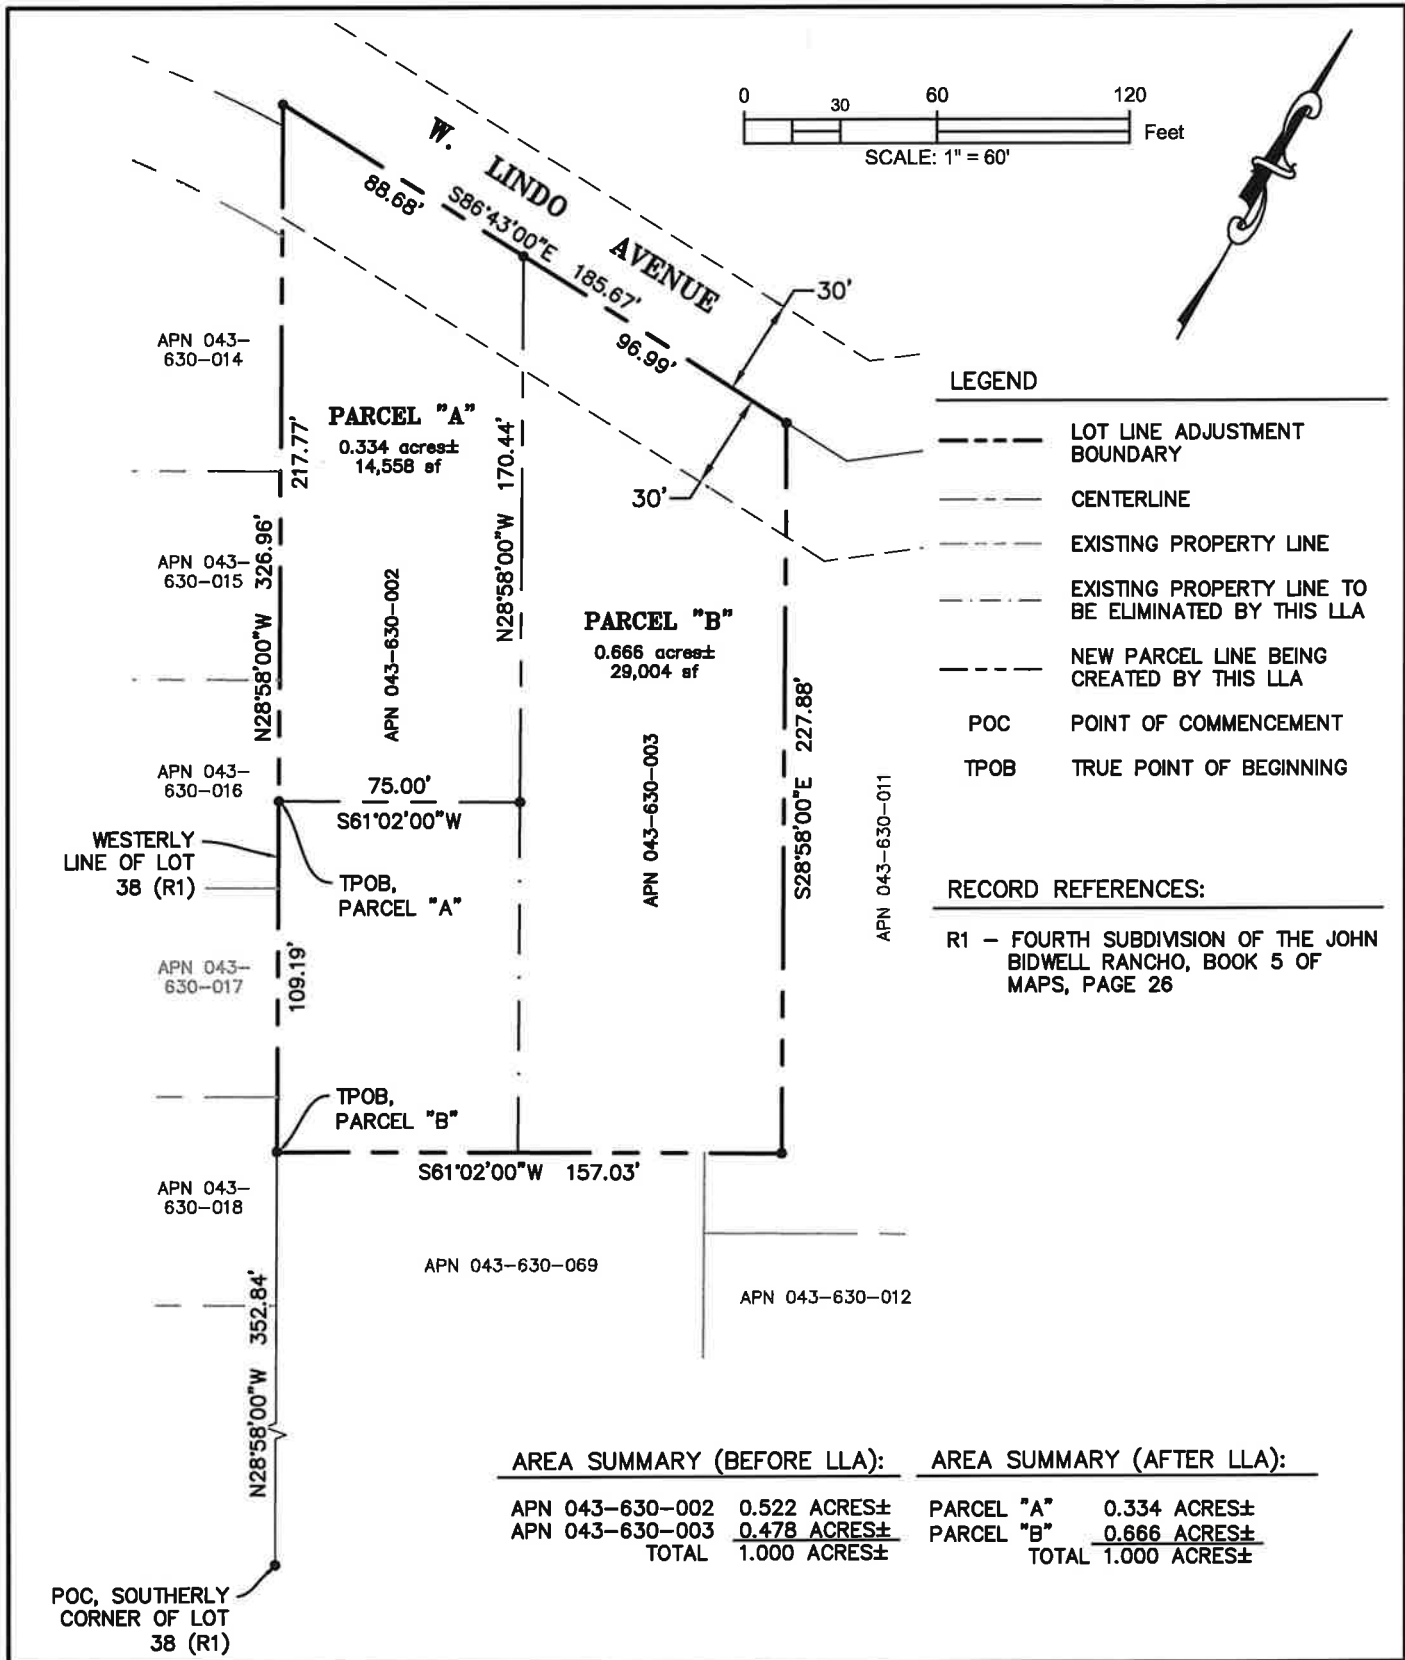 0 30 60 120
Feet
SCALE: 1" = 60'
W. LINDO AVENUE
88.68'
S86°43'00"E 185.67'
96.99'
30'
30'
APN 043-
630-014
PARCEL "A"
0.334 acres±
14,558 sf
217.77'
N28°58'00"W 326.96'
N28°58'00"W 170.44'
APN 043-
630-015
APN 043-630-002
PARCEL "B"
0.666 acres±
29,004 sf
APN 043-630-003
S28°58'00"E 227.88'
APN 043-630-011
APN 043-
630-016
75.00'
S61°02'00"W
WESTERLY
LINE OF LOT
38 (R1)
TPOB,
PARCEL "A"
APN 043-
630-017
109.19'
TPOB,
PARCEL "B"
S61°02'00"W 157.03'
APN 043-
630-018
APN 043-630-069
APN 043-630-012
N28°58'00"W 352.84'
POC, SOUTHERLY
CORNER OF LOT
38 (R1)
LEGEND
LOT LINE ADJUSTMENT
BOUNDARY
CENTERLINE
EXISTING PROPERTY LINE
EXISTING PROPERTY LINE TO
BE ELIMINATED BY THIS LLA
NEW PARCEL LINE BEING
CREATED BY THIS LLA
POC POINT OF COMMENCEMENT
TPOB TRUE POINT OF BEGINNING
RECORD REFERENCES:
R1 - FOURTH SUBDIVISION OF THE JOHN
BIDWELL RANCHO, BOOK 5 OF
MAPS, PAGE 26
AREA SUMMARY (BEFORE LLA):
APN 043-630-002 0.522 ACRES±
APN 043-630-003 0.478 ACRES±
TOTAL 1.000 ACRES±
AREA SUMMARY (AFTER LLA):
PARCEL "A" 0.334 ACRES±
PARCEL "B" 0.666 ACRES±
TOTAL 1.000 ACRES±